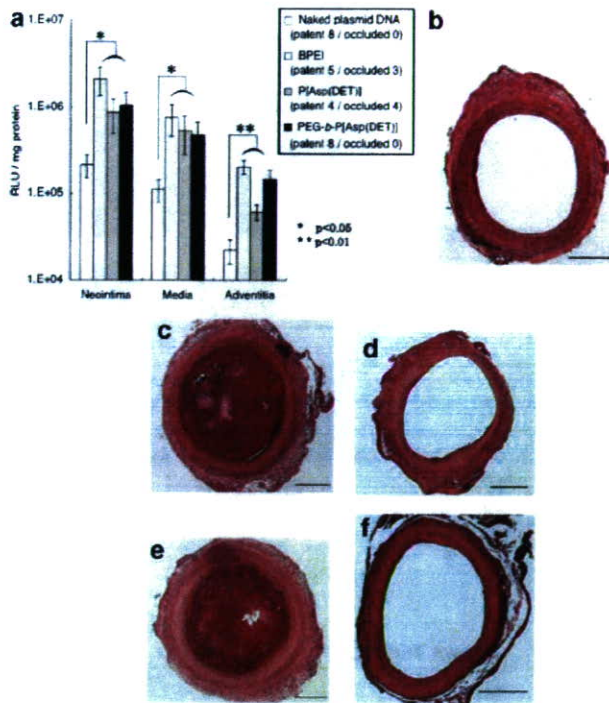 a
1.E+07
1.E+06
1.E+05
1.E+04
RLU / mg protein
*
*
**
Neointima
Media
Adventitia
Naked plasmid DNA
(patent 8 / occluded 0)
BPEI
(patent 5 / occluded 3)
P[Asp(DET)]
(patent 4 / occluded 4)
PEG-b-P[Asp(DET)]
(patent 8 / occluded 0)
* p<0.05
** p<0.01
b
c
d
e
f